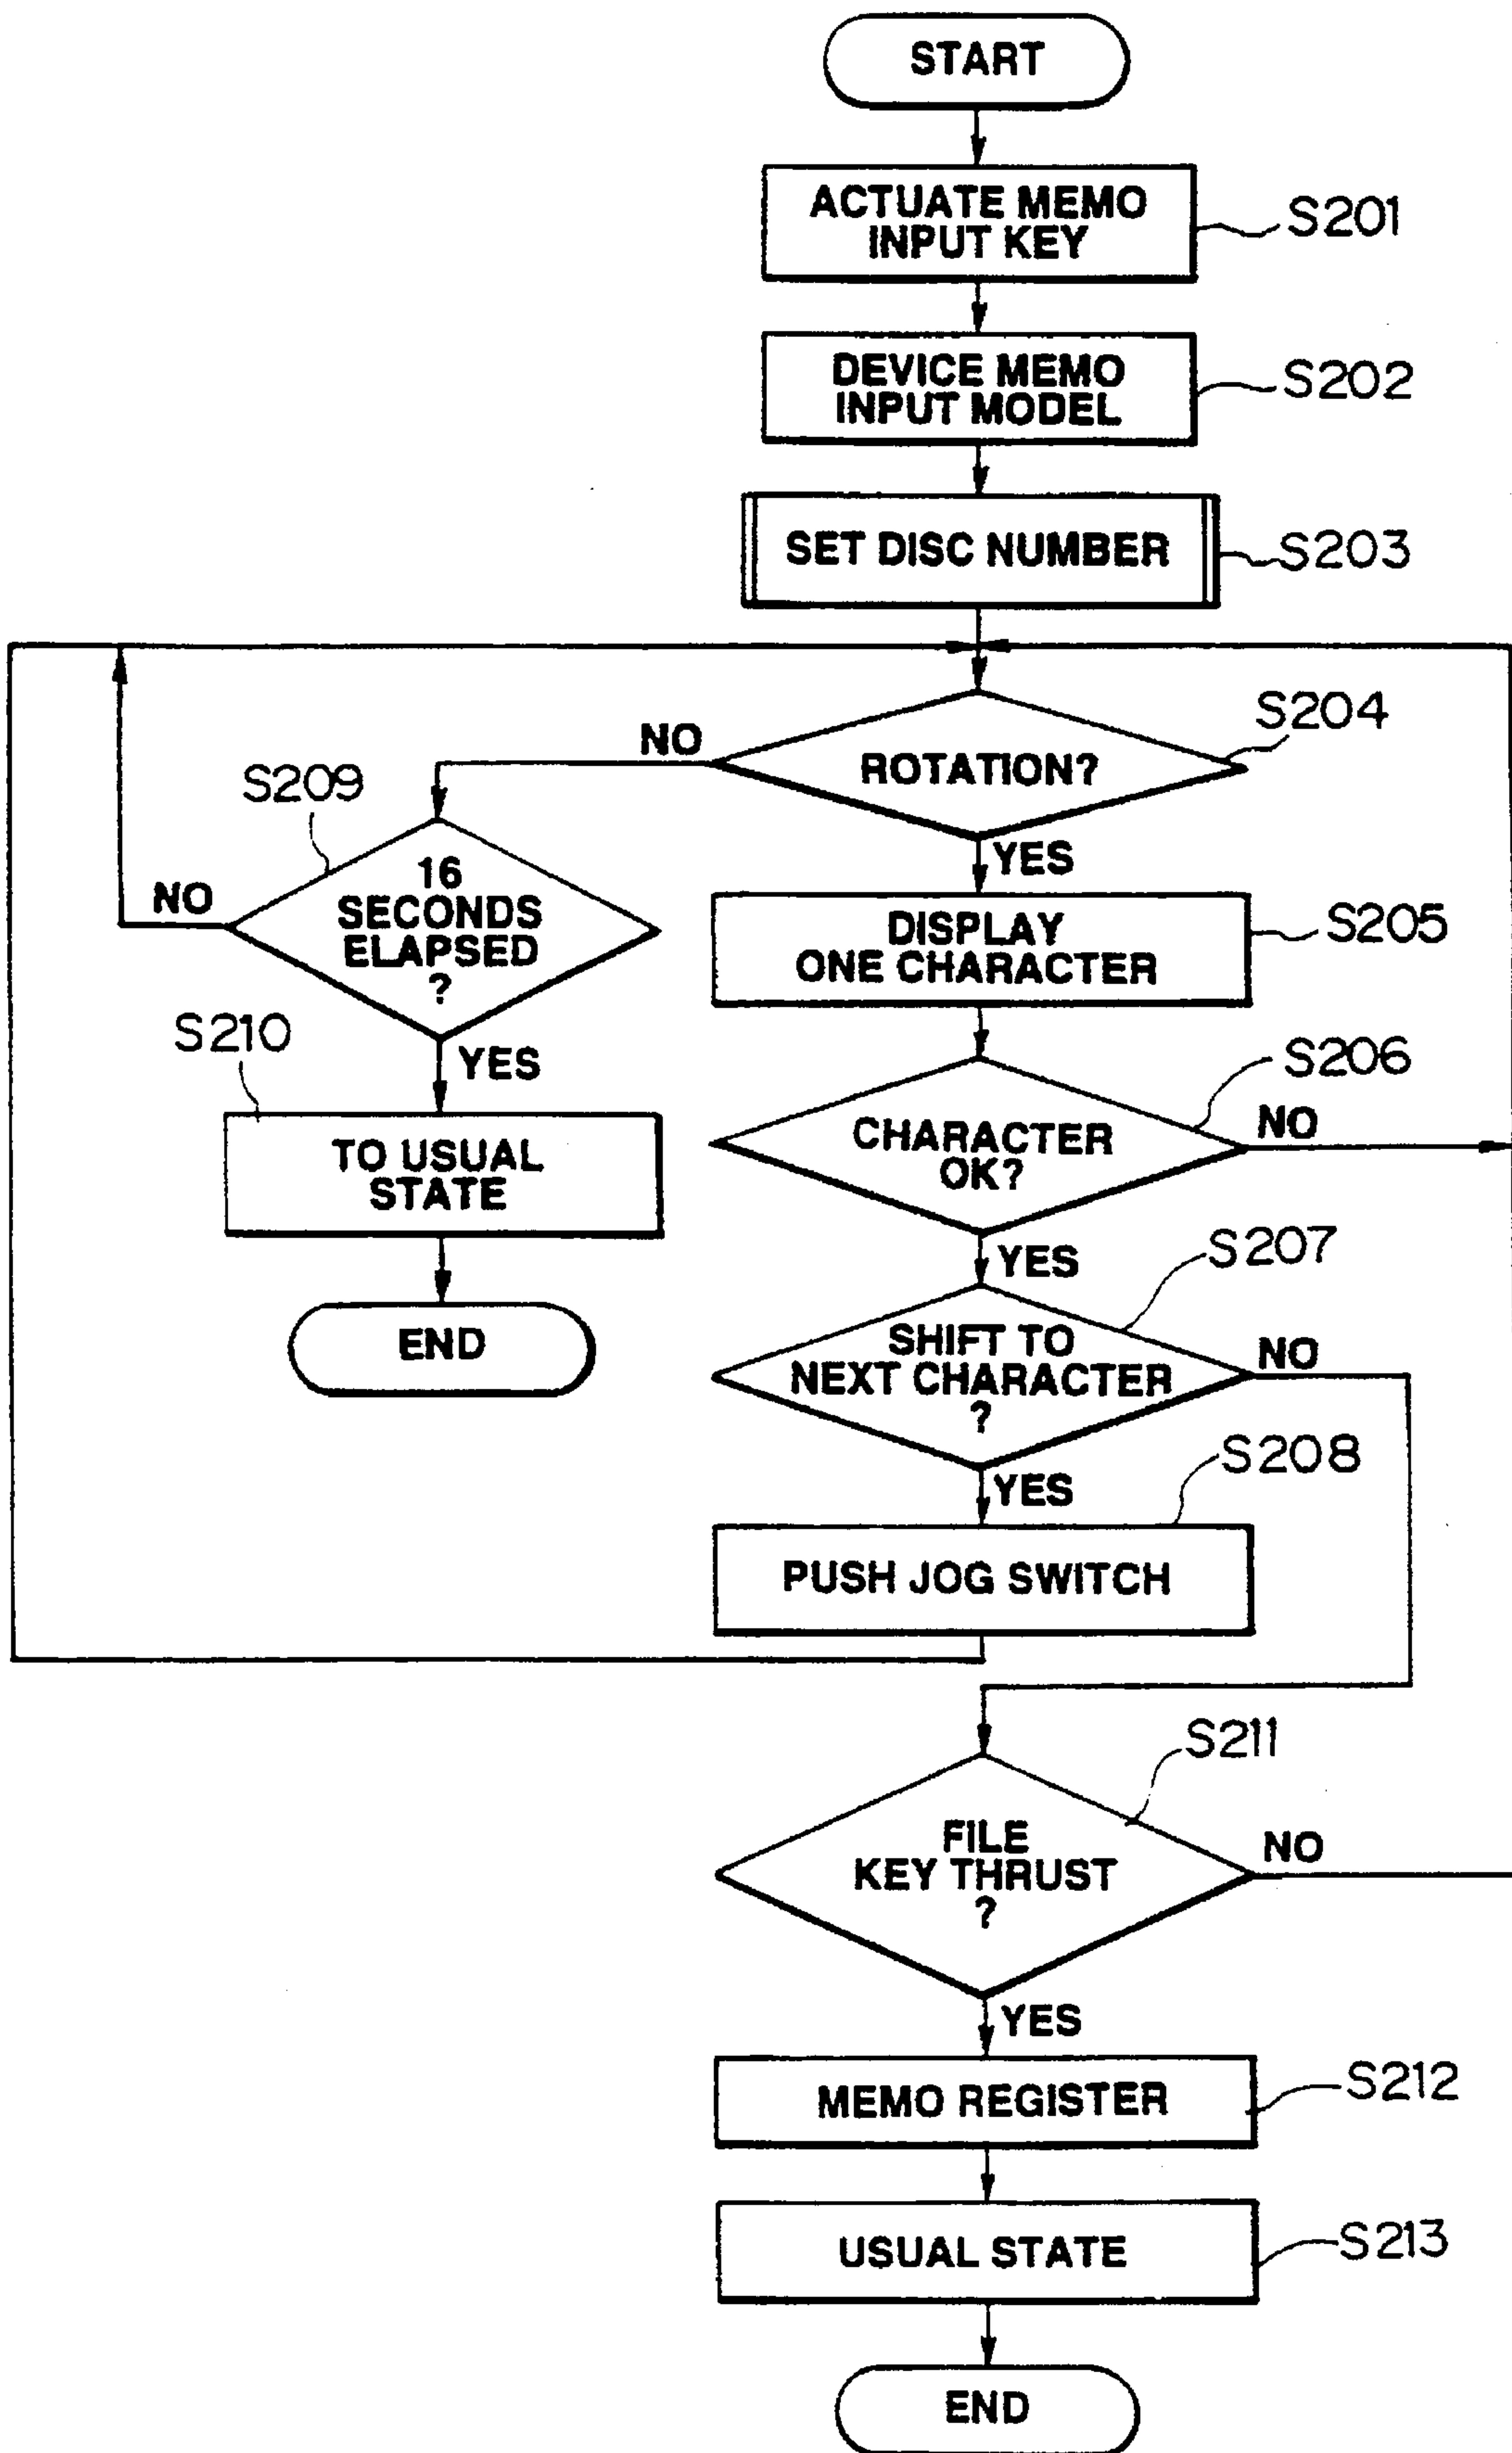 START
ACTUATE MEMO
INPUT KEY
S201
DEVICE MEMO
INPUT MODEL
S202
SET DISC NUMBER
S203
ROTATION?
S204
NO
YES
S209
16
SECONDS
ELAPSED
?
NO
YES
DISPLAY
ONE CHARACTER
S205
S210
TO USUAL
STATE
END
CHARACTER
OK?
S206
NO
YES
SHIFT TO
NEXT CHARACTER
?
S207
NO
YES
PUSH JOG SWITCH
S208
FILE
KEY THRUST
?
S211
NO
YES
MEMO REGISTER
S212
USUAL STATE
S213
END